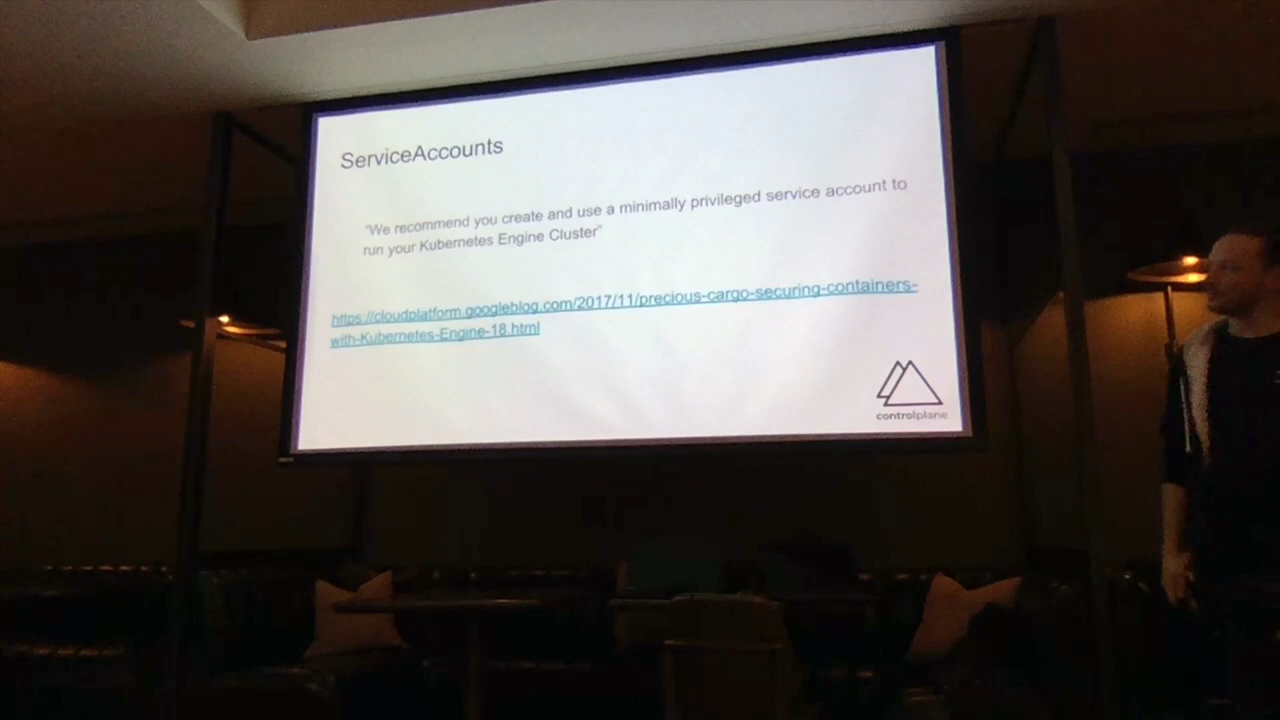 ServiceAccounts
“We recommend you create and use a minimally privileged service account to
run your Kubernetes Engine Cluster”
https://cloudplatform.googleblog.com/2017/11/precious-cargo-securing-containers-
with-Kubernetes-Engine-18.html
controlplane